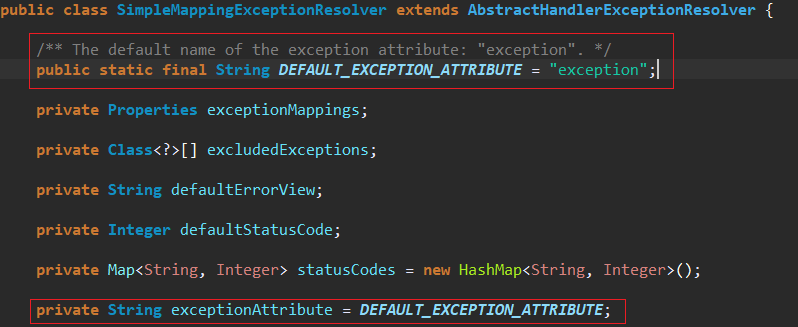 public class SimpleMappingExceptionResolver extends AbstractHandlerExceptionResolver {
/** The default name of the exception attribute: "exception". */
public static final String DEFAULT_EXCEPTION_ATTRIBUTE = "exception";
private Properties exceptionMappings;
private Class<?>[] excludedExceptions;
private String defaultErrorView;
private Integer defaultStatusCode;
private Map<String, Integer> statusCodes = new HashMap<String, Integer>();
private String exceptionAttribute = DEFAULT_EXCEPTION_ATTRIBUTE;